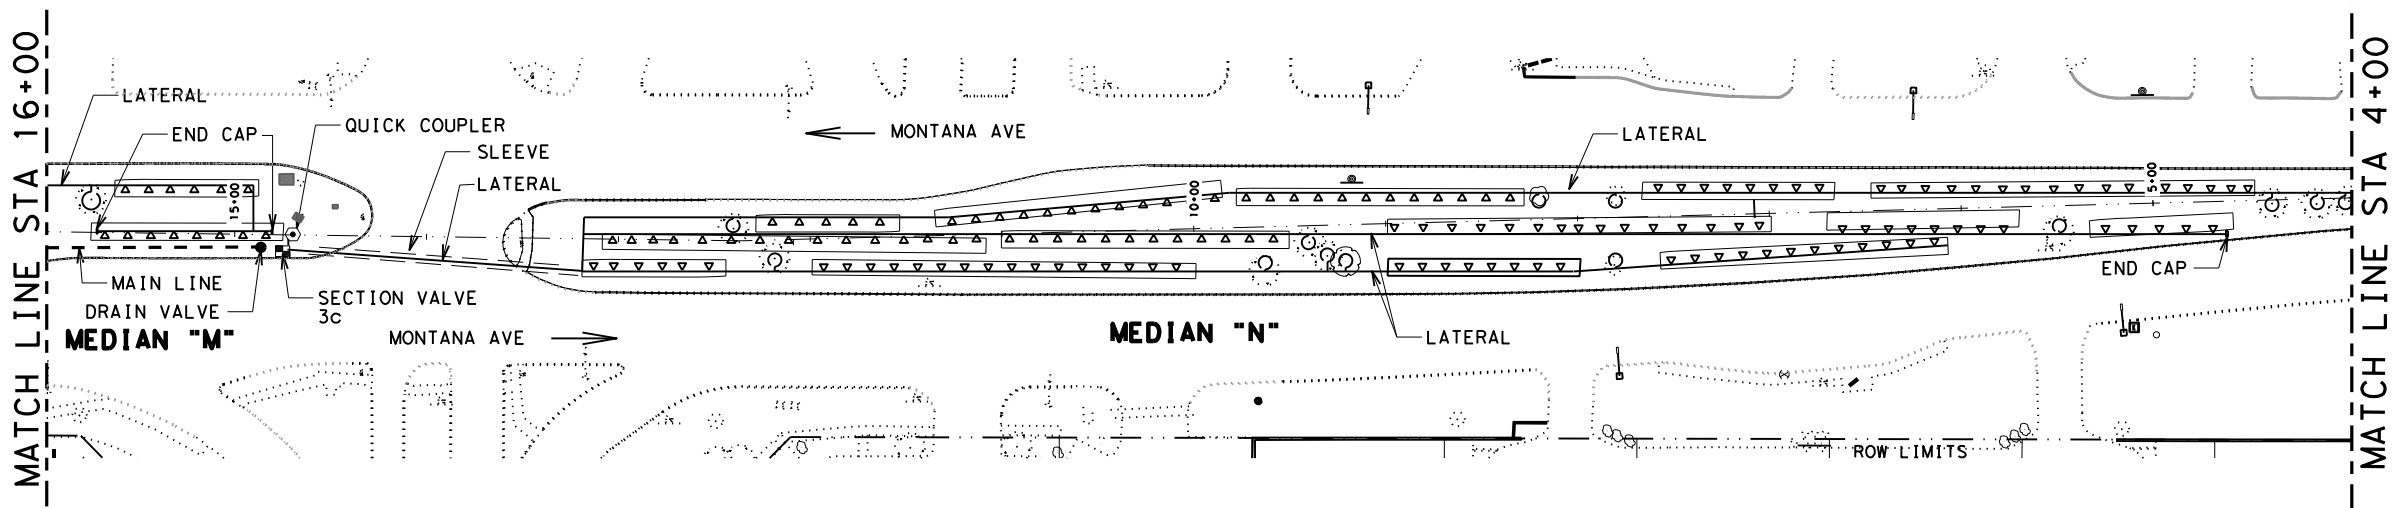 MATCH LINE STA 16+00
LATERAL
END CAP
QUICK COUPLER
SLEEVE
LATERAL
15+00
MAIN LINE
DRAIN VALVE
SECTION VALVE
3c
MEDIAN "M"
MONTANA AVE
MONTANA AVE
10+00
LATERAL
5+00
END CAP
MEDIAN "N"
LATERAL
ROW LIMITS
MATCH LINE STA 4+00